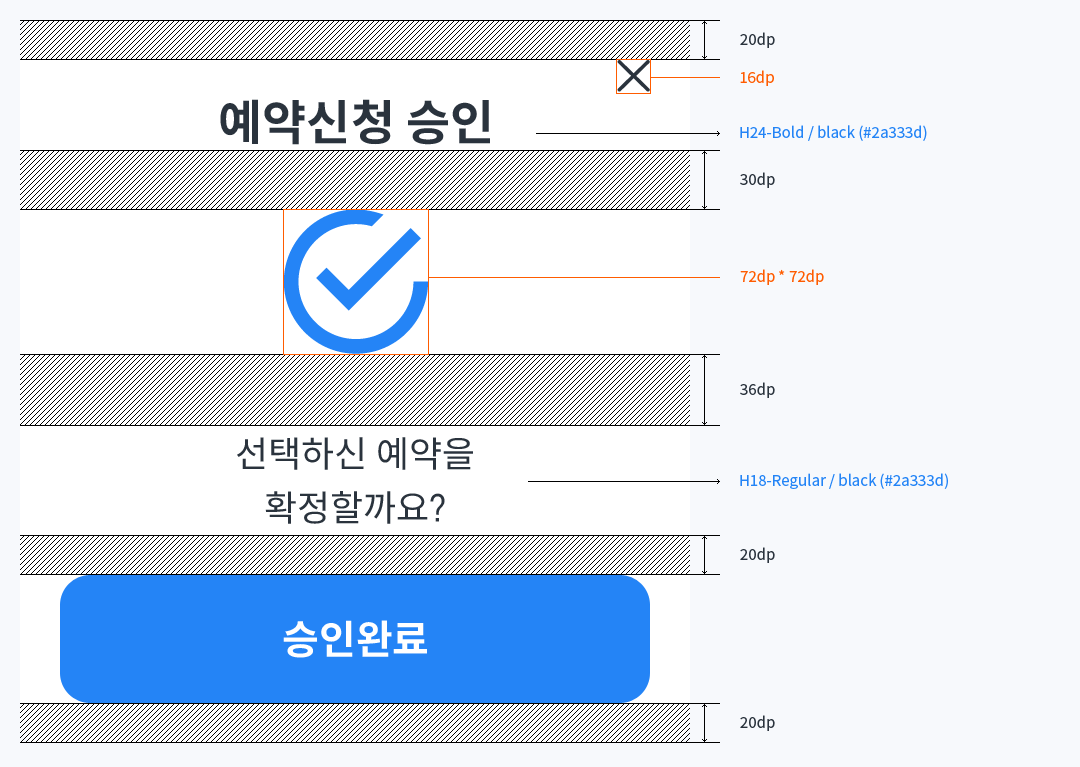 20dp
16dp
예약신청 승인
H24-Bold / black (#2a333d)
30dp
72dp * 72dp
36dp
선택하신 예약을
확정할까요?
H18-Regular / black (#2a333d)
20dp
승인완료
20dp